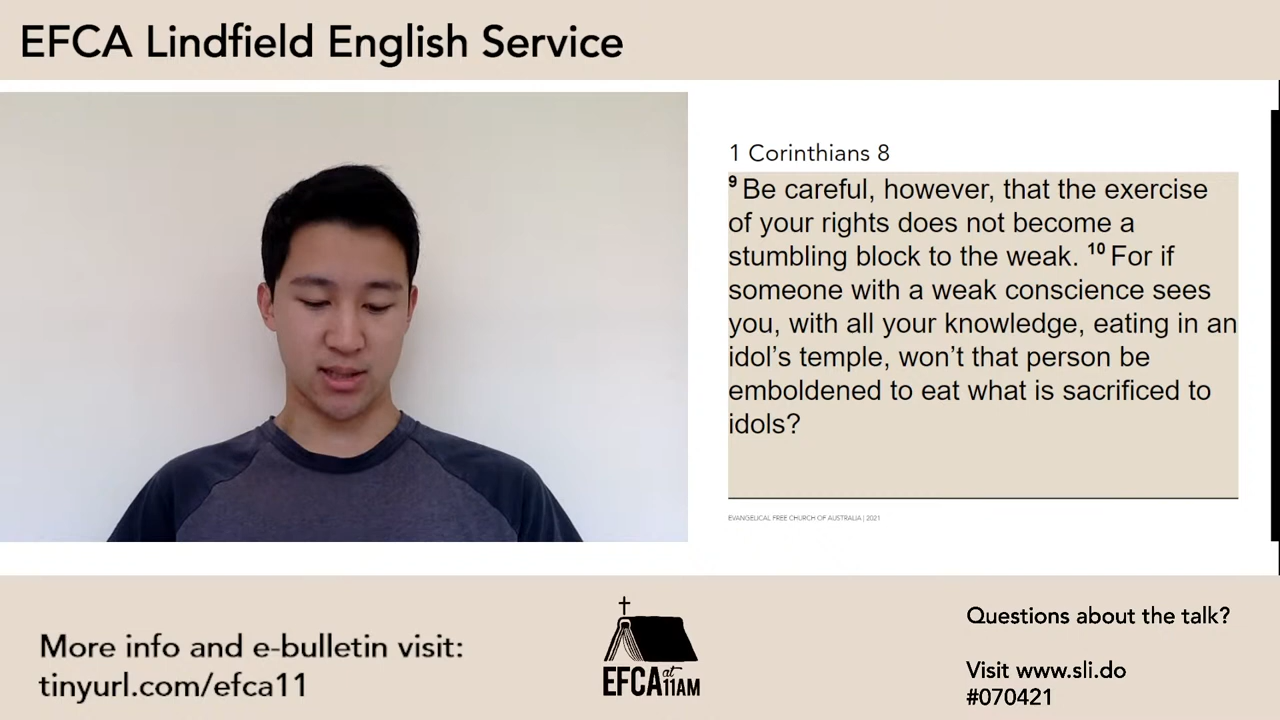 EFCA Lindfield English Service
1 Corinthians 8
9 Be careful, however, that the exercise
of your rights does not become a
stumbling block to the weak. 10 For if
someone with a weak conscience sees
you, with all your knowledge, eating in an
idol’s temple, won’t that person be
emboldened to eat what is sacrificed to
idols?
EVANGELICAL FREE CHURCH OF AUSTRALIA | 2021
More info and e-bulletin visit:
tinyurl.com/efca11
EFCA at 11AM
Questions about the talk?
Visit www.sli.do
#070421